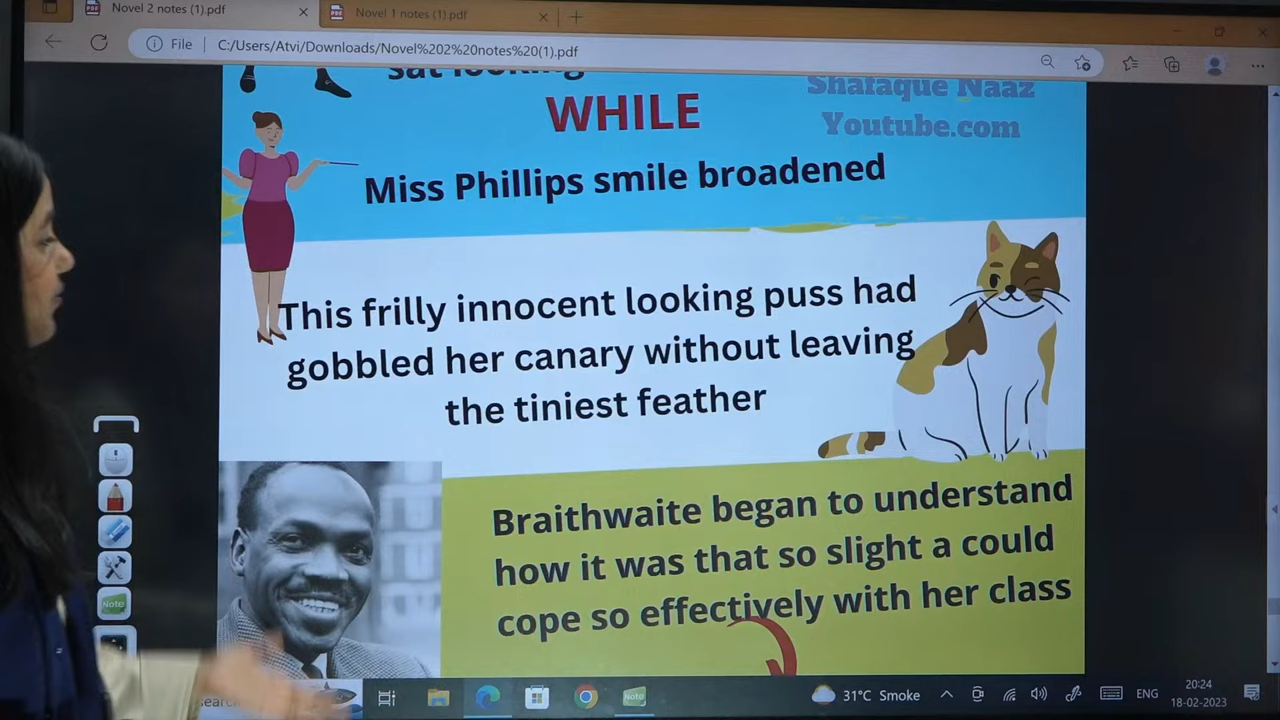 Novel 2 notes (1).pdf
Novel 1 notes (1).pdf
File
C:/Users/Atvi/Downloads/Novel%202%20notes%20(1).pdf
sat looking
Shafaque Naaz
WHILE
Youtube.com
Miss Phillips smile broadened
This frilly innocent looking puss had
gobbled her canary without leaving
the tiniest feather
Braithwaite began to understand
how it was that so slight a could
cope so effectively with her class
Note
Note
31°C Smoke
ENG
20:24
18-02-2023